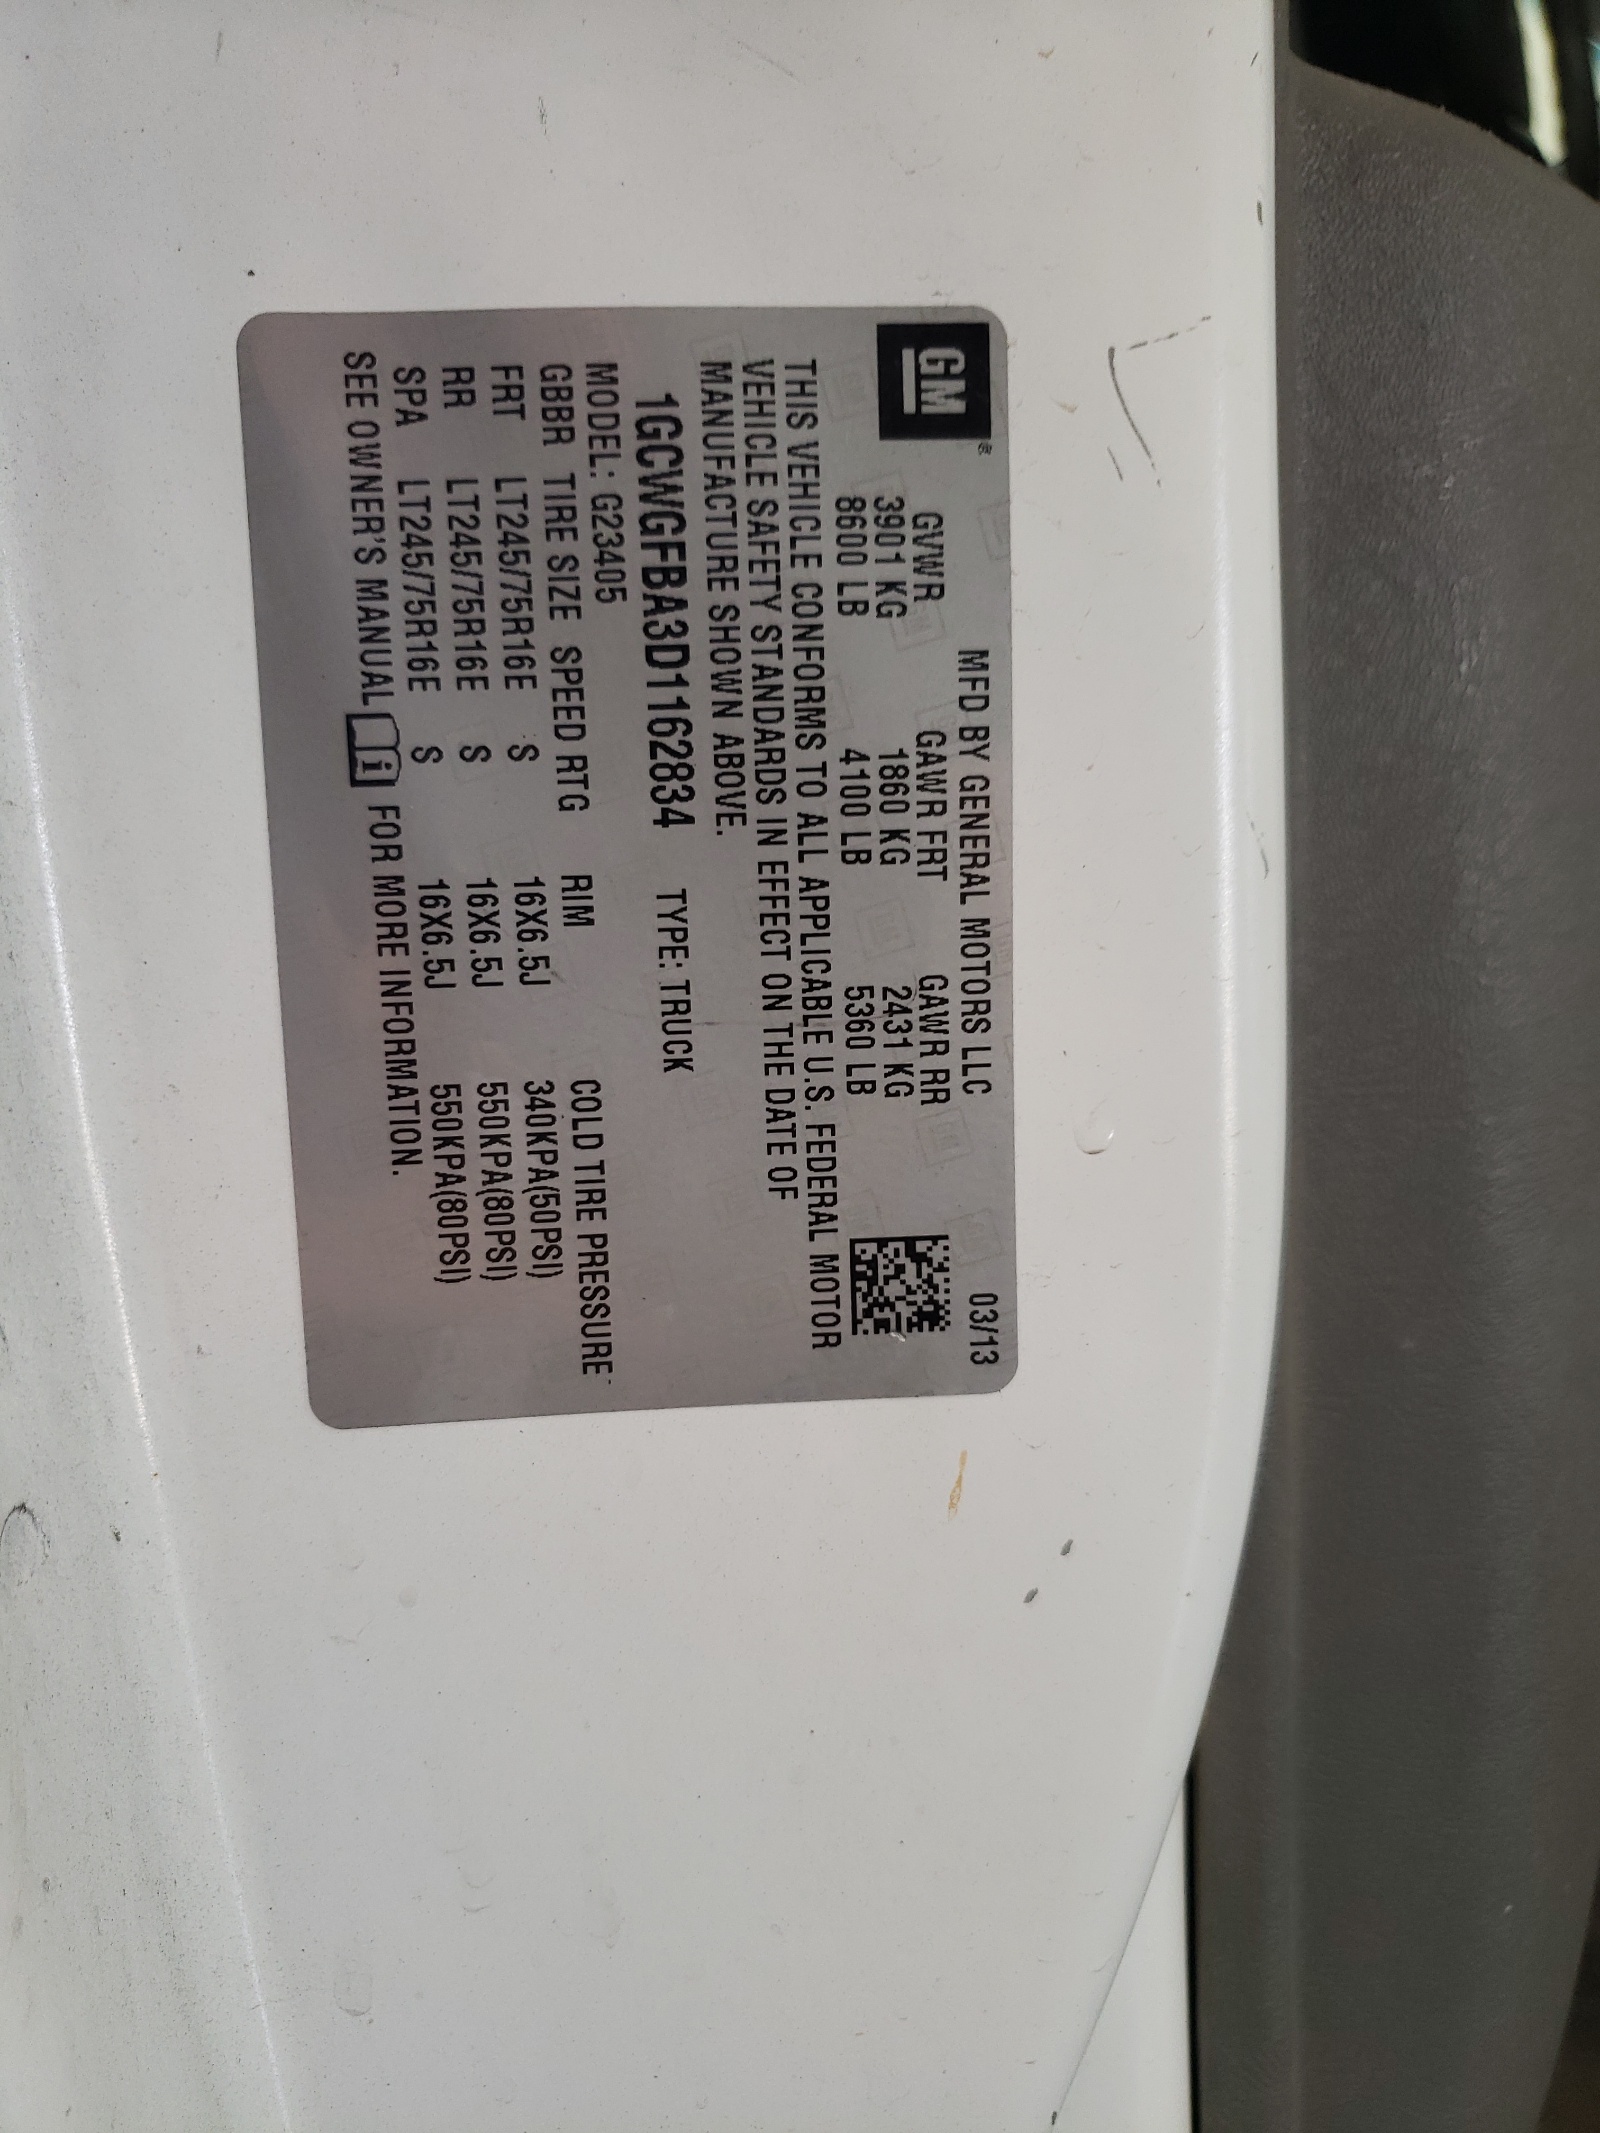 GM®
MFD BY GENERAL MOTORS LLC 03/13
GVWR GAWR FRT GAWR RR
3901 KG 1860 KG 2431 KG
8600 LB 4100 LB 5360 LB
THIS VEHICLE CONFORMS TO ALL APPLICABLE U.S. FEDERAL MOTOR
VEHICLE SAFETY STANDARDS IN EFFECT ON THE DATE OF
MANUFACTURE SHOWN ABOVE.
1GCWGFBA3D1162834 TYPE: TRUCK
MODEL: G23405
GBBR TIRE SIZE SPEED RTG RIM COLD TIRE PRESSURE
FRT LT245/75R16E S 16X6.5J 340KPA(50PSI)
RR LT245/75R16E S 16X6.5J 550KPA(80PSI)
SPA LT245/75R16E S 16X6.5J 550KPA(80PSI)
SEE OWNER'S MANUAL i FOR MORE INFORMATION.